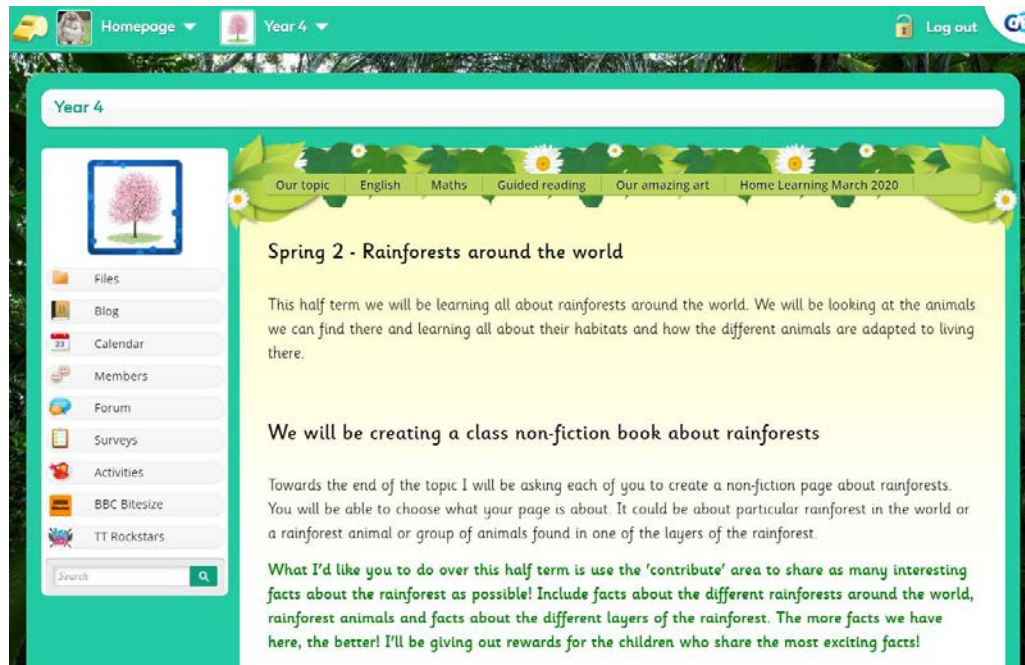 Homepage
Year 4
Log out
Year 4
Our topic
English
Maths
Guided reading
Our amazing art
Home Learning March 2020
Files
Blog
23
Calendar
Members
Forum
Surveys
Activities
BBC Bitesize
TT Rockstars
Search
Spring 2 - Rainforests around the world
This half term we will be learning all about rainforests around the world. We will be looking at the animals
we can find there and learning all about their habitats and how the different animals are adapted to living
there.
We will be creating a class non-fiction book about rainforests
Towards the end of the topic I will be asking each of you to create a non-fiction page about rainforests.
You will be able to choose what your page is about. It could be about particular rainforest in the world or
a rainforest animal or group of animals found in one of the layers of the rainforest.
What I'd like you to do over this half term is use the 'contribute' area to share as many interesting
facts about the rainforest as possible! Include facts about the different rainforests around the world,
rainforest animals and facts about the different layers of the rainforest. The more facts we have
here, the better! I'll be giving out rewards for the children who share the most exciting facts!